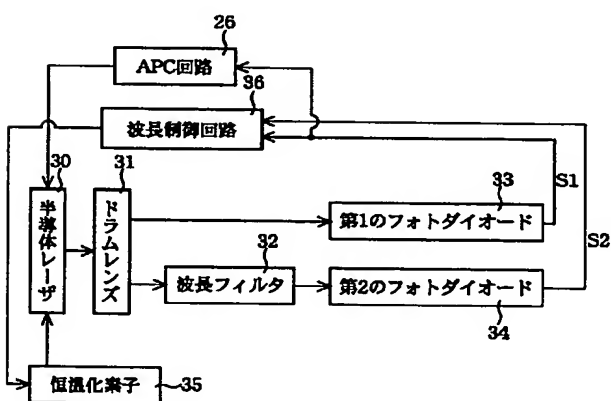 26
APC回路
36
波長制御回路
30
31
33
S1
半導体レーザ
ドラムレンズ
第1のフォトダイオード
32
S2
波長フィルタ
第2のフォトダイオード
34
恒温化素子
35